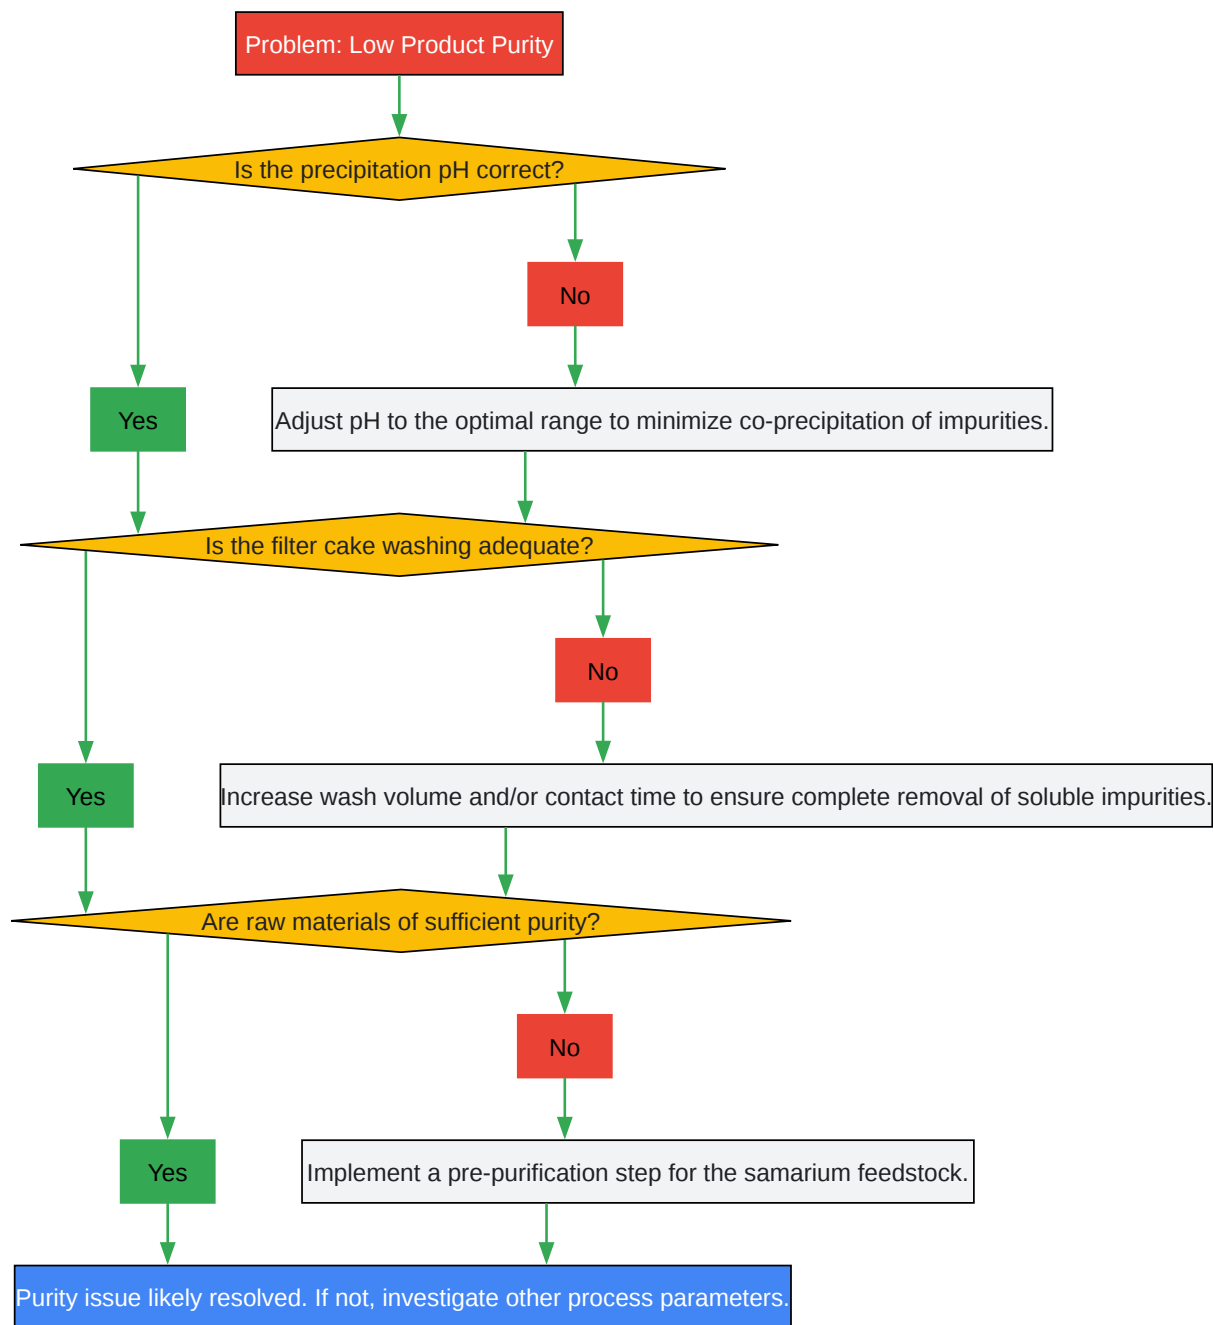 Problem: Low Product Purity
Is the precipitation pH correct?
No
Yes
Adjust pH to the optimal range to minimize co-precipitation of impurities.
Is the filter cake washing adequate?
No
Yes
Increase wash volume and/or contact time to ensure complete removal of soluble impurities.
Are raw materials of sufficient purity?
No
Yes
Implement a pre-purification step for the samarium feedstock.
Purity issue likely resolved. If not, investigate other process parameters.